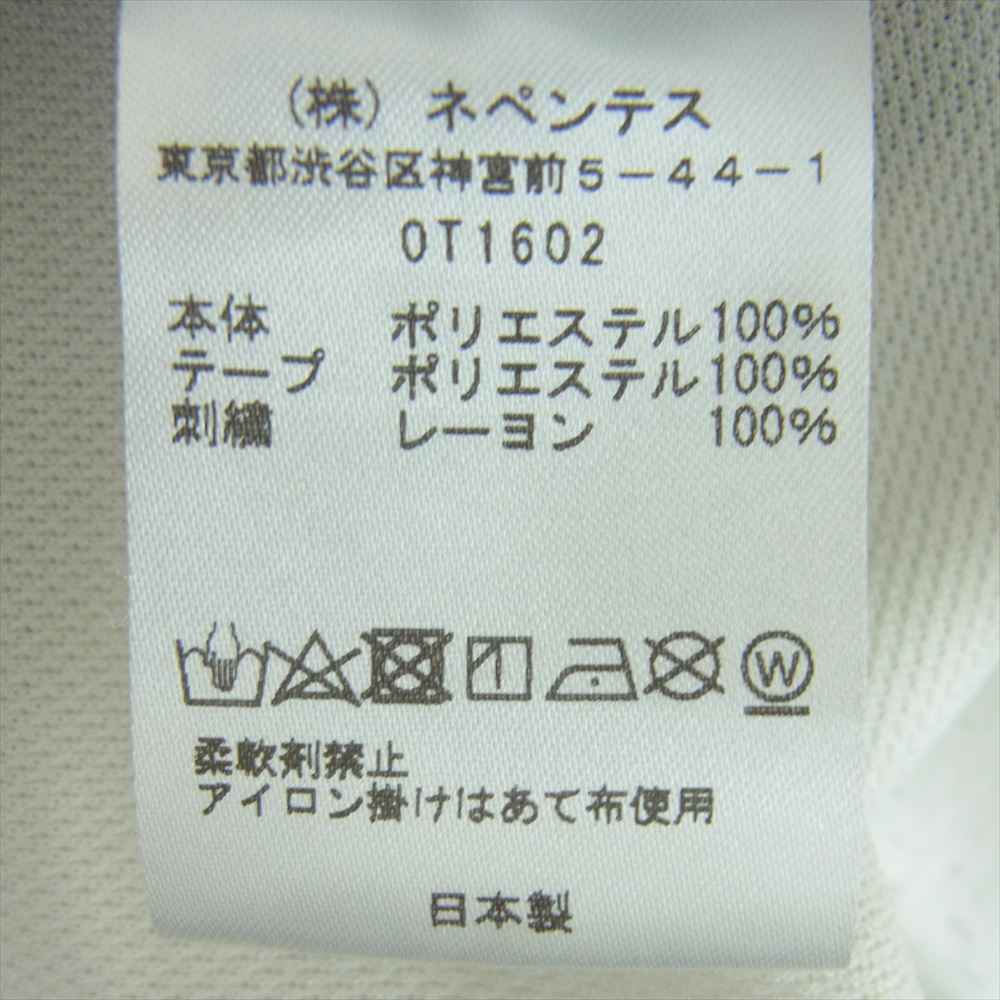 (株) ネペンテス
東京都渋谷区神宮前5-44-1
OT1602
本体 ポリエステル100%
テープ ポリエステル100%
刺繍 レーヨン 100%
W
柔軟剤禁止
アイロン掛けはあて布使用
日本製